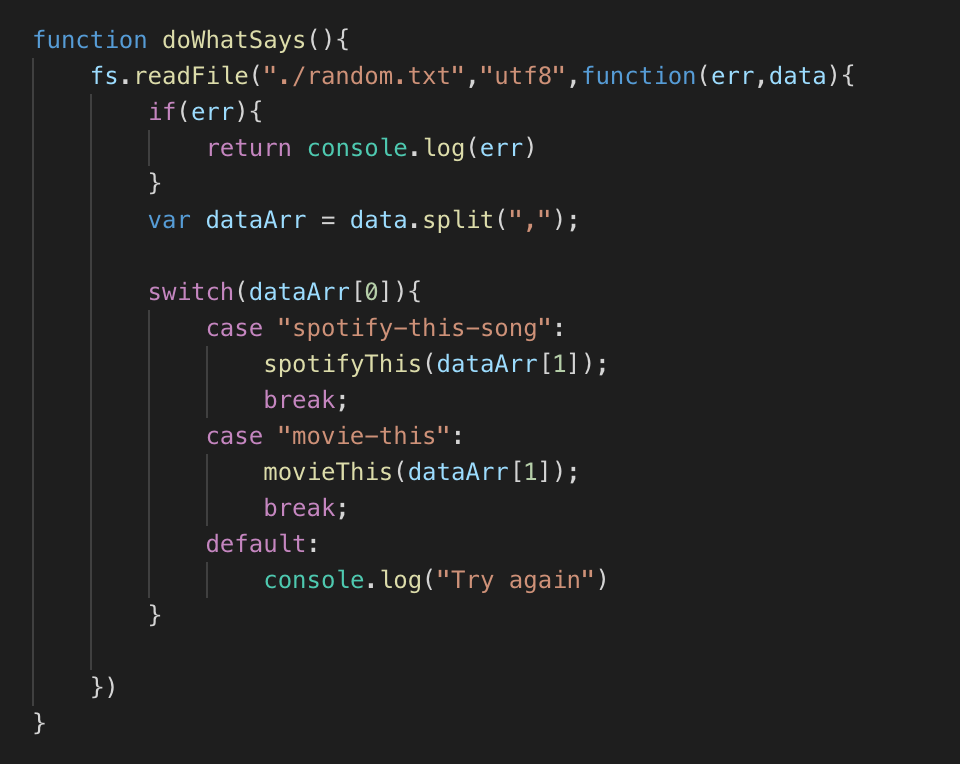 function doWhatSays(){
    fs.readFile("./random.txt","utf8",function(err,data){
        if(err){
            return console.log(err)
        }
        var dataArr = data.split(",");

        switch(dataArr[0]){
            case "spotify-this-song":
                spotifyThis(dataArr[1]);
                break;
            case "movie-this":
                movieThis(dataArr[1]);
                break;
            default:
                console.log("Try again")
        }

    })
}